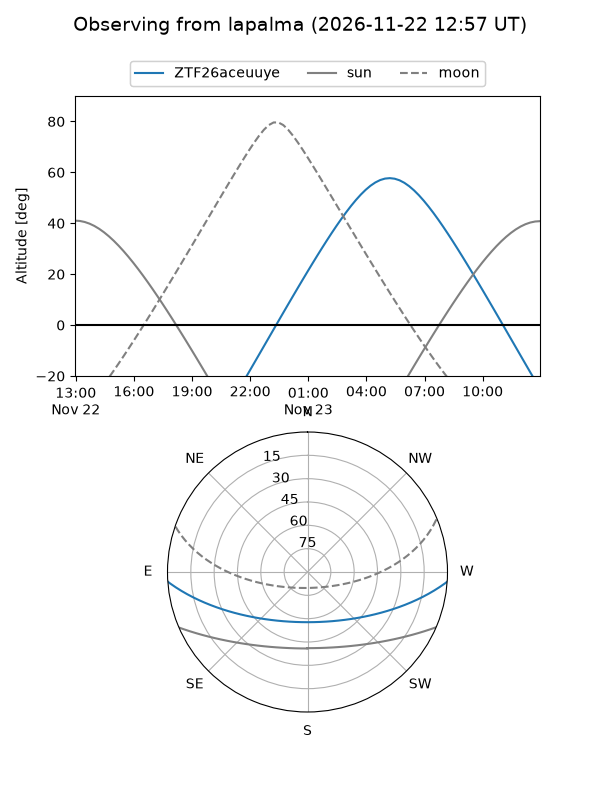 Observing from lapalma (2026-11-22 12:57 UT)
ZTF26aceuuye sun moon
Altitude [deg]
80
60
40
20
0
−20
13:00 16:00 19:00 22:00 01:00 04:00 07:00 10:00
Nov 22 Nov 23
N
NE NW
15
30
45
60
75
E W
SE SW
S